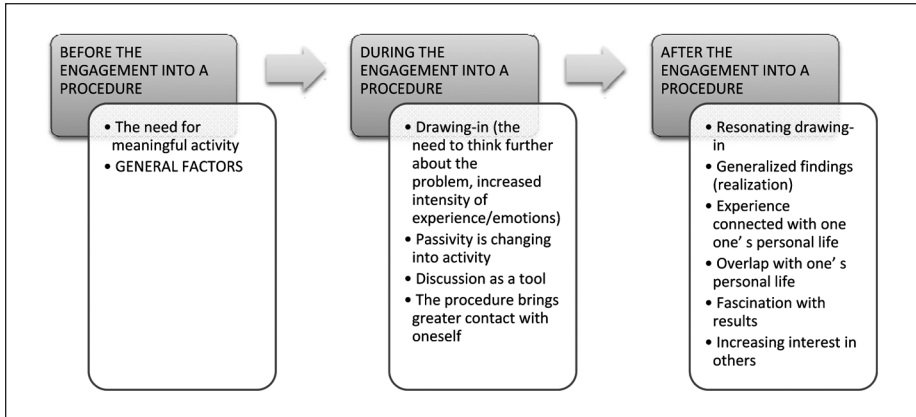 BEFORE THE
ENGAGEMENT INTO A
PROCEDURE
• The need for
meaningful activity
• GENERAL FACTORS
DURING THE
ENGAGEMENT INTO A
PROCEDURE
• Drawing-in (the
need to think further
about the
problem, increased
intensity of
experience/emotions)
• Passivity is changing
into activity
• Discussion as a tool
• The procedure brings
greater contact with
oneself
AFTER THE
ENGAGEMENT INTO A
PROCEDURE
• Resonating drawing-
in
• Generalized findings
(realization)
• Experience
connected with one
one’ s personal life
• Overlap with one’ s
personal life
• Fascination with
results
• Increasing interest in
others